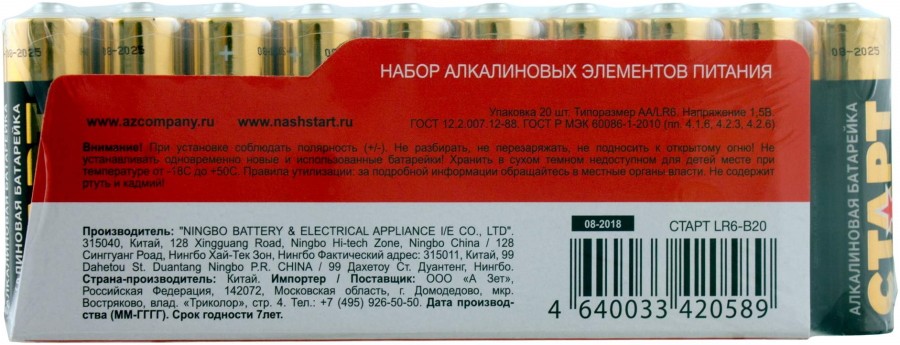 08-2025
08-2025
08-2025
НАБОР АЛКАЛИНОВЫХ ЭЛЕМЕНТОВ ПИТАНИЯ
www.azcompany.ru www.nashstart.ru
Упаковка 20 шт. Типоразмер AA/LR6. Напряжение 1,5В.
ГОСТ 12.2.007.12-88. ГОСТ Р МЭК 60086-1-2010 (пп. 4.1.6, 4.2.3, 4.2.6)
Внимание! При установке соблюдать полярность (+/-). Не разбирать, не перезаряжать, не подносить к открытому огню! Не
устанавливать одновременно новые и использованные батарейки! Хранить в сухом темном недоступном для детей месте при
температуре от -18С до +50С. Правила утилизации: за подробной информации обращайтесь в местные органы власти. Не содержит
ртуть и кадмий!
Производитель: "NINGBO BATTERY & ELECTRICAL APPLIANCE I/E CO., LTD".
315040, Китай, 128 Xingguang Road, Ningbo Hi-tech Zone, Ningbo China / 128
Сингтуанг Роад, Нингбо Хай-Тек Зон, Нингбо Фактический адрес: 315011, Китай, 99
Dahetou St. Duantang Ningbo P.R. CHINA / 99 Дахетоу Ст. Дуантенг, Нингбо.
Страна-производитель: Китай. Импортер / Поставщик: ООО «А Зет»,
Российская Федерация, 142072, Московская область, г. Домодедово, мкр.
Востряково, влад. «Триколор», стр. 4. Тел.: +7 (495) 926-50-50. Дата производ-
ства (ММ-ГГГГ). Срок годности 7лет.
08-2018
СТАРТ LR6-B20
4 640033 420589
АЛКАЛИНОВАЯ БАТАРЕЙКА
АЛКАЛИНОВАЯ БАТАРЕЙКА
СТАРТ